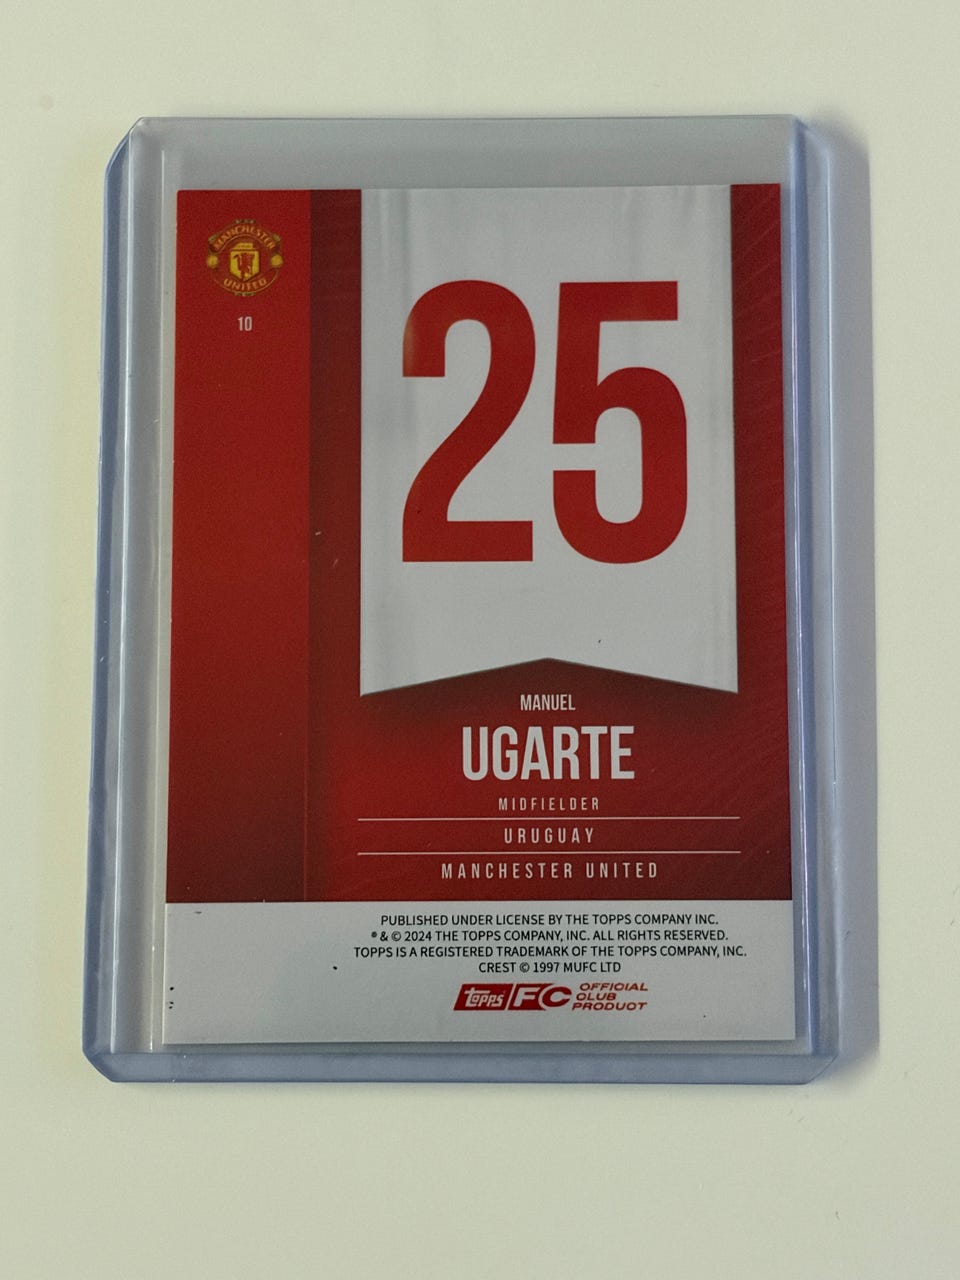 MANCHESTER
UNITED
10
25
MANUEL
UGARTE
MIDFIELDER
URUGUAY
MANCHESTER UNITED
PUBLISHED UNDER LICENSE BY THE TOPPS COMPANY INC.
® & © 2024 THE TOPPS COMPANY, INC. ALL RIGHTS RESERVED.
TOPPS IS A REGISTERED TRADEMARK OF THE TOPPS COMPANY, INC.
CREST © 1997 MUFC LTD
Topps FC OFFICIAL
CLUB
PRODUCT